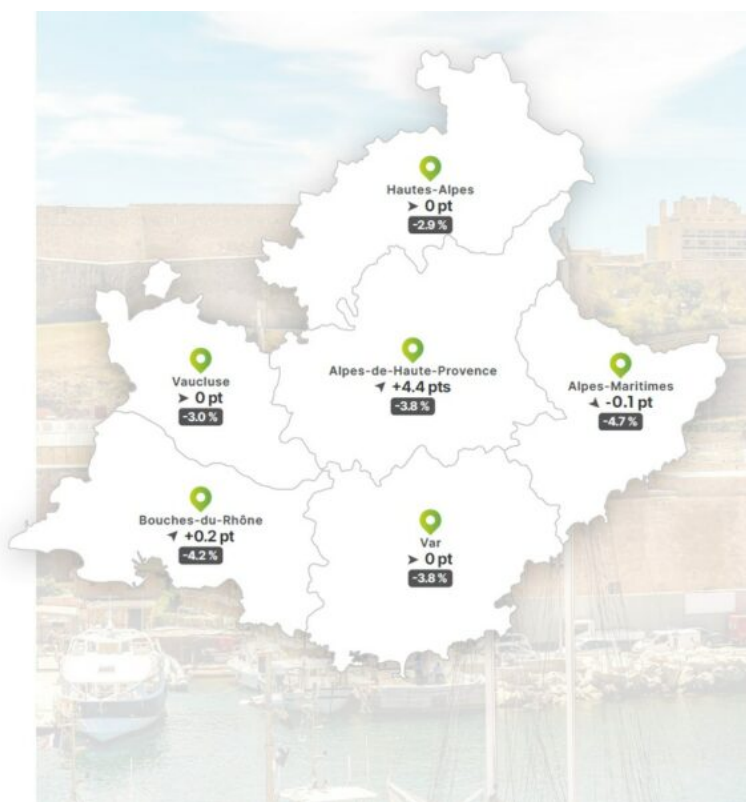 Hautes-Alpes
➤ 0 pt
-2.9 %
Alpes-de-Haute-Provence
➤ +4.4 pts
-3.8 %
Vaucluse
➤ 0 pt
-3.0 %
Alpes-Maritimes
➤ -0.1 pt
-4.7 %
Bouches-du-Rhône
➤ +0.2 pt
-4.2 %
Var
➤ 0 pt
-3.8 %